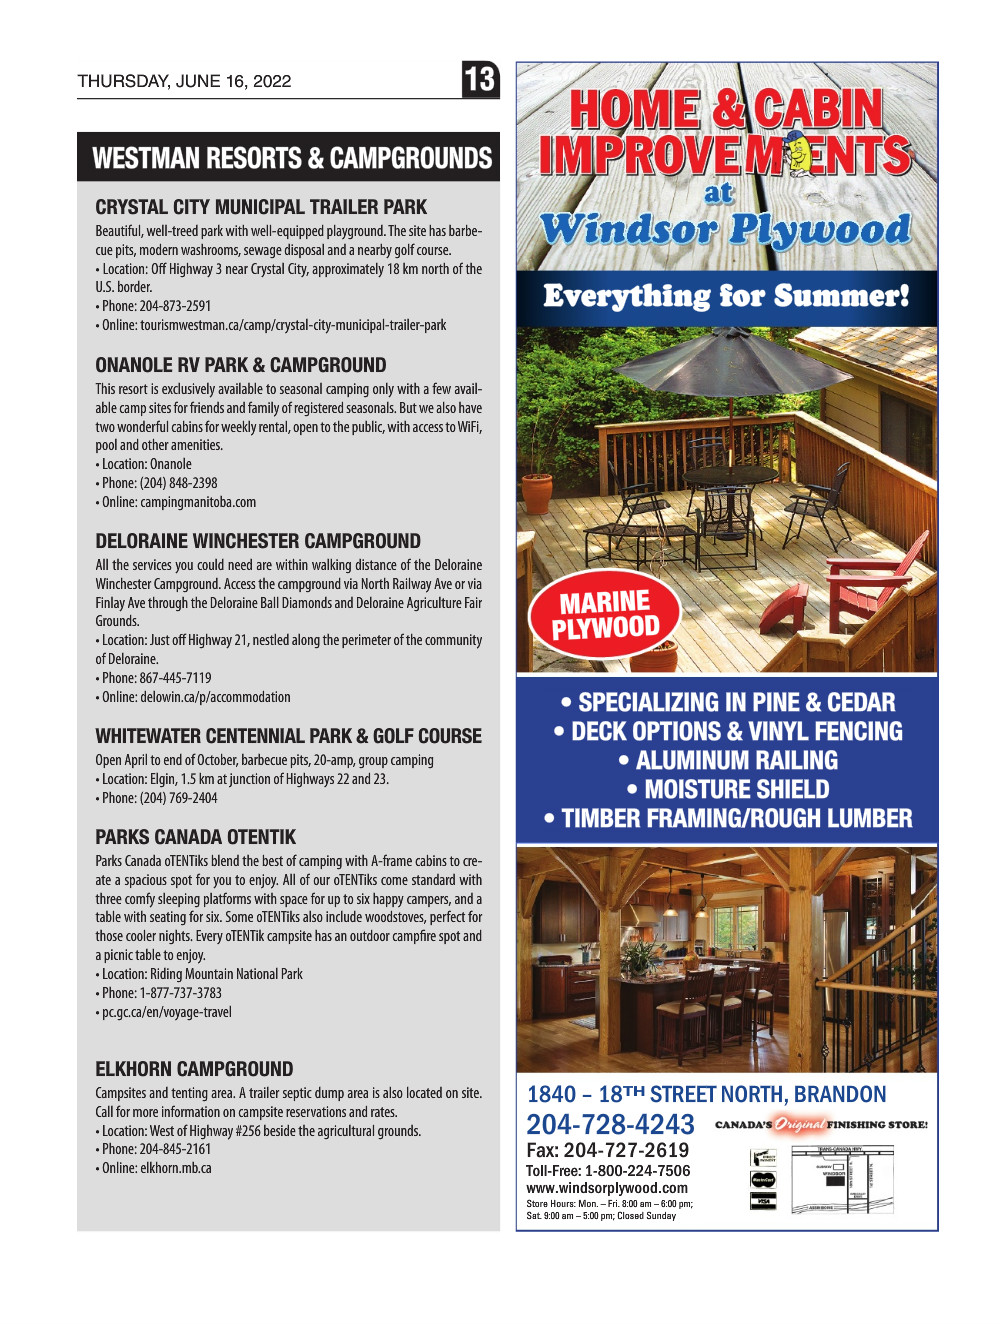 THURSDAY, JUNE 16, 2022
13
WESTMAN RESORTS & CAMPGROUNDS
CRYSTAL CITY MUNICIPAL TRAILER PARK
Beautiful, well-treed park with well-equipped playground. The site has barbe-
cue pits, modern washrooms, sewage disposal and a nearby golf course.
• Location: Off Highway 3 near Crystal City, approximately 18 km north of the
U.S. border.
• Phone: 204-873-2591
• Online: tourismwestman.ca/camp/crystal-city-municipal-trailer-park
ONANOLE RV PARK & CAMPGROUND
This resort is exclusively available to seasonal camping only with a few avail-
able camp sites for friends and family of registered seasonals. But we also have
two wonderful cabins for weekly rental, open to the public, with access to WiFi,
pool and other amenities.
• Location: Onanole
• Phone: (204) 848-2398
• Online: campingmanitoba.com
DELORAINE WINCHESTER CAMPGROUND
All the services you could need are within walking distance of the Deloraine
Winchester Campground. Access the campground via North Railway Ave or via
Finlay Ave through the Deloraine Ball Diamonds and Deloraine Agriculture Fair
Grounds.
• Location: Just off Highway 21, nestled along the perimeter of the community
of Deloraine.
• Phone: 867-445-7119
• Online: delowin.ca/p/accommodation
WHITEWATER CENTENNIAL PARK & GOLF COURSE
Open April to end of October, barbecue pits, 20-amp, group camping
• Location: Elgin, 1.5 km at junction of Highways 22 and 23.
• Phone: (204) 769-2404
PARKS CANADA OTENTIK
Parks Canada oTENTiks blend the best of camping with A-frame cabins to cre-
ate a spacious spot for you to enjoy. All of our oTENTiks come standard with
three comfy sleeping platforms with space for up to six happy campers, and a
table with seating for six. Some oTENTiks also include woodstoves, perfect for
those cooler nights. Every oTENTik campsite has an outdoor campfire spot and
a picnic table to enjoy.
• Location: Riding Mountain National Park
• Phone: 1-877-737-3783
• pc.gc.ca/en/voyage-travel
ELKHORN CAMPGROUND
Campsites and tenting area. A trailer septic dump area is also located on site.
Call for more information on campsite reservations and rates.
• Location: West of Highway #256 beside the agricultural grounds.
• Phone: 204-845-2161
• Online: elkhorn.mb.ca
HOME & CABIN
IMPROVEMENTS
at
Windsor Plywood
Everything for Summer!
MARINE
PLYWOOD
• SPECIALIZING IN PINE & CEDAR
• DECK OPTIONS & VINYL FENCING
• ALUMINUM RAILING
• MOISTURE SHIELD
• TIMBER FRAMING/ROUGH LUMBER
1840 – 18TH STREET NORTH, BRANDON
204-728-4243
CANADA'S Original FINISHING STORE!
Fax: 204-727-2619
Toll-Free: 1-800-224-7506
www.windsorplywood.com
Store Hours: Mon. – Fri. 8:00 am – 6:00 pm;
Sat. 9:00 am – 5:00 pm; Closed Sunday
MasterCard
VISA
TRANS-CANADA HWY.
WINDSOR